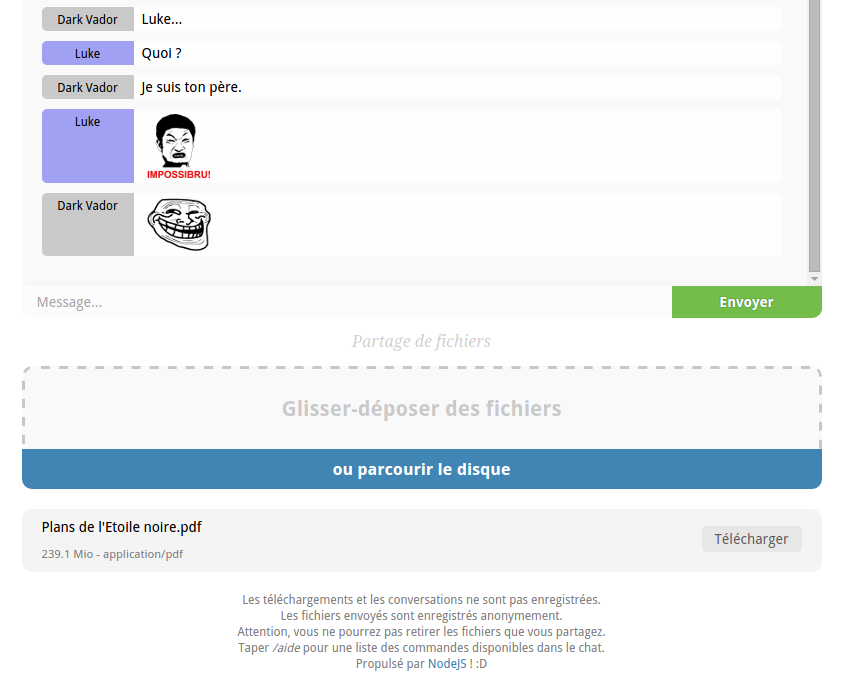 Dark Vador Luke...
Luke Quoi ?
Dark Vador Je suis ton père.
Luke
IMPOSSIBRU!
Dark Vador
Message... Envoyer
Partage de fichiers
Glisser-déposer des fichiers
ou parcourir le disque
Plans de l'Etoile noire.pdf
239.1 Mio - application/pdf
Télécharger
Les téléchargements et les conversations ne sont pas enregistrées.
Les fichiers envoyés sont enregistrés anonymement.
Attention, vous ne pourrez pas retirer les fichiers que vous partagez.
Taper /aide pour une liste des commandes disponibles dans le chat.
Propulsé par NodeJS ! :D